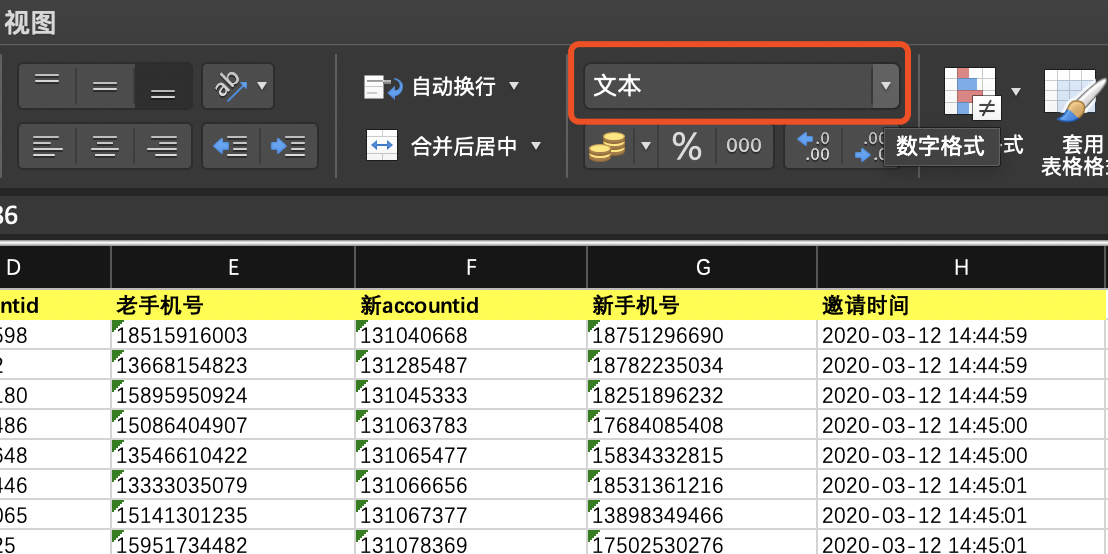 视图
ab 自动换行 文本
合并后居中 % 000 .0 .00 .00 数字格式 式 套用
表格格式
36
D E F G H
ntid 老手机号 新accountid 新手机号 邀请时间
598 18515916003 131040668 18751296690 2020-03-12 14:44:59
2 13668154823 131285487 18782235034 2020-03-12 14:44:59
180 15895950924 131045333 18251896232 2020-03-12 14:44:59
486 15086404907 131063783 17684085408 2020-03-12 14:45:00
548 13546610422 131065477 15834332815 2020-03-12 14:45:00
446 13333035079 131066656 18531361216 2020-03-12 14:45:01
065 15141301235 131067377 13898349466 2020-03-12 14:45:01
25 15951734482 131078369 17502530276 2020-03-12 14:45:01